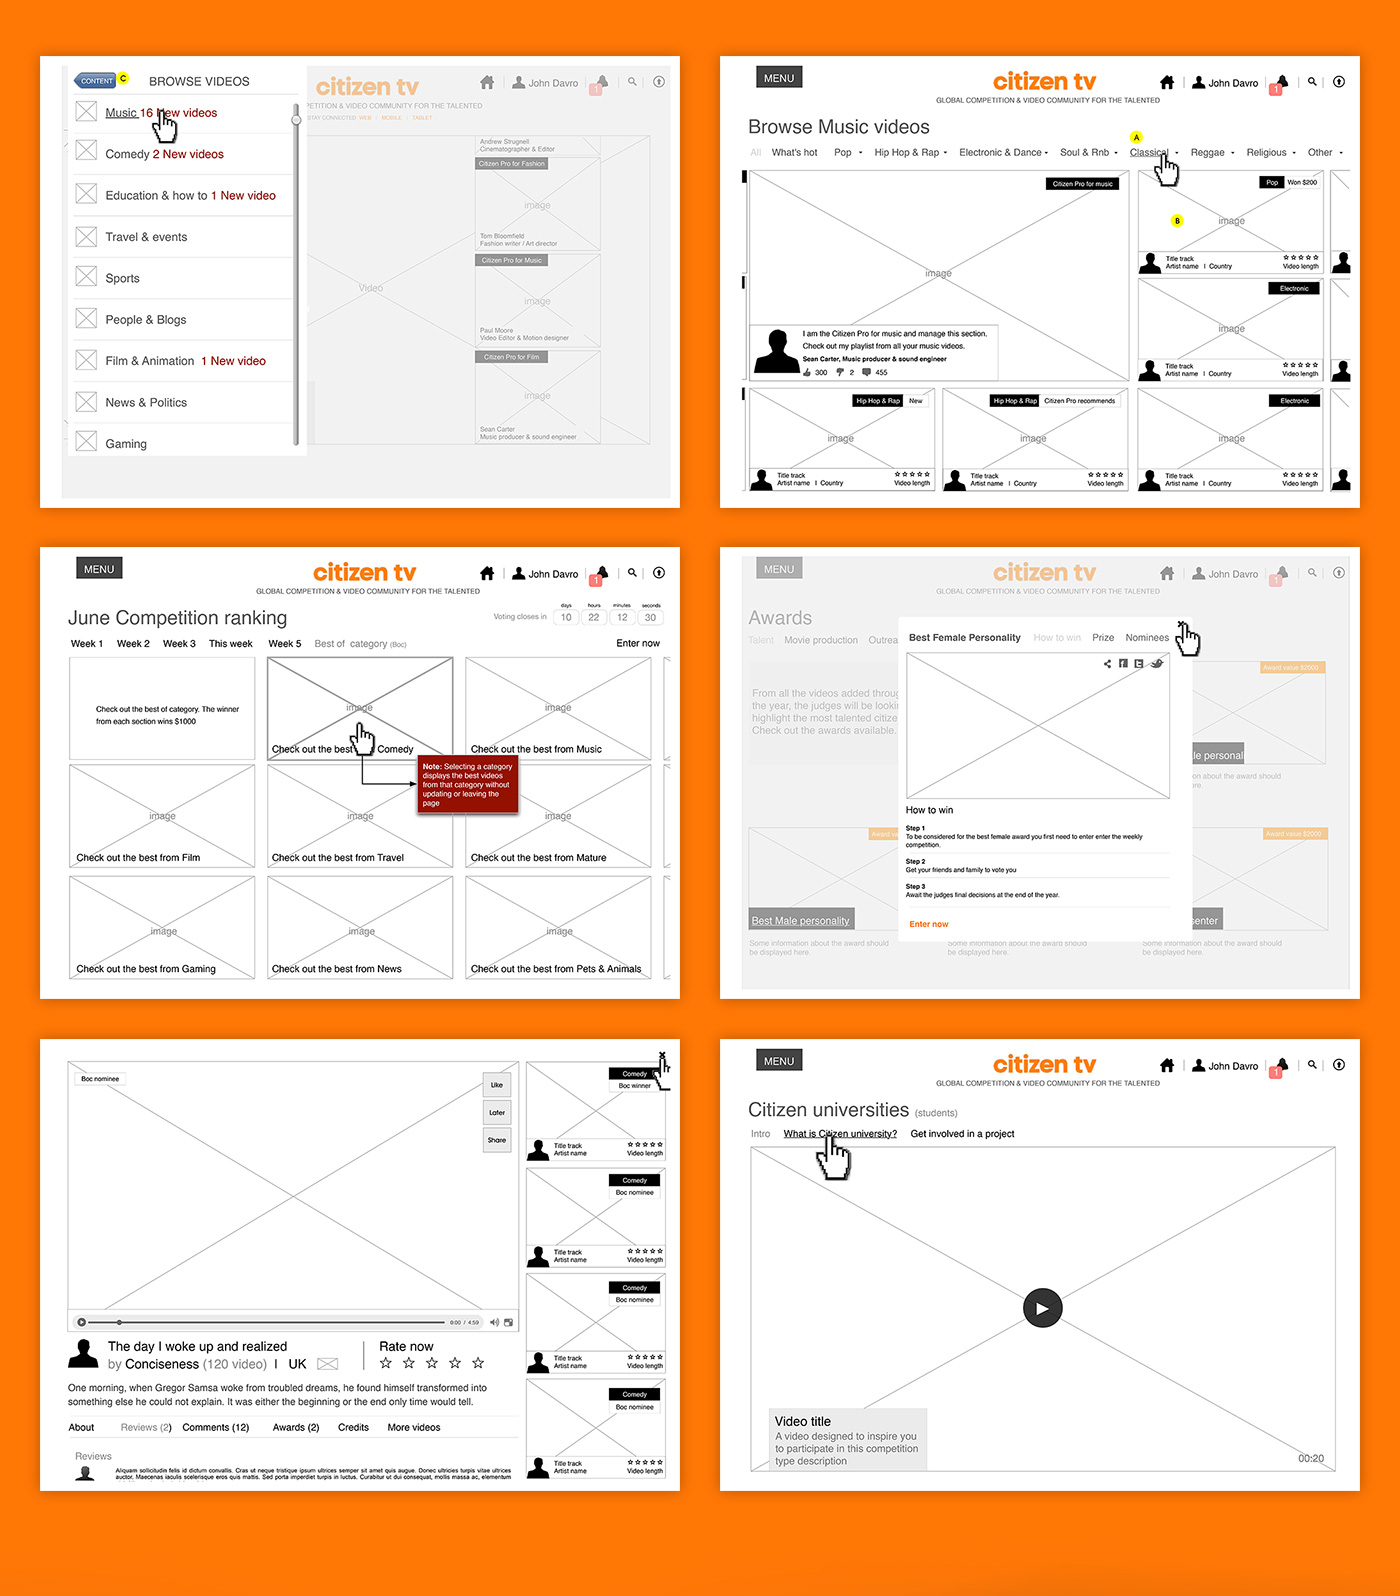 CONTENT
C
BROWSE VIDEOS
Music 16 New videos
Comedy 2 New videos
Education & how to 1 New video
Travel & events
Sports
People & Blogs
Film & Animation 1 New video
News & Politics
Gaming
citizen tv
John Davro
1
PETITION & VIDEO COMMUNITY FOR THE TALENTED
STAY CONNECTED WEB | MOBILE | TABLET
Video
Andrew Strugnell
Cinematographer & Editor
Citizen Pro for Fashion
image
Tom Bloomfield
Fashion writer / Art director
Citizen Pro for Music
image
Paul Moore
Video Editor & Motion designer
Citizen Pro for Film
image
Sean Carter
Music producer & sound engineer
MENU
citizen tv
John Davro
1
GLOBAL COMPETITION & VIDEO COMMUNITY FOR THE TALENTED
Browse Music videos
A
All What's hot Pop Hip Hop & Rap Electronic & Dance Soul & Rnb Classical Reggae Religious Other
Citizen Pro for music
image
I am the Citizen Pro for music and manage this section.
Check out my playlist from all your music videos.
Sean Carter, Music producer & sound engineer
300 2 455
Pop Won $200
B
image
Title track
Artist name I Country
Video length
Electronic
image
Title track
Artist name I Country
Video length
Hip Hop & Rap New
image
Title track
Artist name I Country
Video length
Hip Hop & Rap Citizen Pro recommends
image
Title track
Artist name I Country
Video length
Electronic
image
Title track
Artist name I Country
Video length
MENU
citizen tv
John Davro
1
GLOBAL COMPETITION & VIDEO COMMUNITY FOR THE TALENTED
June Competition ranking
days hours minutes seconds
Voting closes in 10 22 12 30
Week 1 Week 2 Week 3 This week Week 5 Best of category (Boc) Enter now
Check out the best of category. The winner
from each section wins $1000
image
Check out the best Comedy
image
Check out the best from Music
Note: Selecting a category
displays the best videos
from that category without
updating or leaving the
page
image
Check out the best from Film
image
Check out the best from Travel
image
Check out the best from Mature
image
Check out the best from Gaming
image
Check out the best from News
image
Check out the best from Pets & Animals
MENU
citizen tv
John Davro
1
GLOBAL COMPETITION & VIDEO COMMUNITY FOR THE TALENTED
Awards
Talent Movie production Outrea
From all the videos added throug
the year, the judges will be looki
highlight the most talented citize
Check out the awards available.
Best Female Personality How to win Prize Nominees
x
How to win
Step 1
To be considered for the best female award you first need to enter enter the weekly
competition.
Step 2
Get your friends and family to vote you
Step 3
Await the judges final decisions at the end of the year.
Enter now
Award value $2000
le personal
ation about the award should
ere.
Award va
Best Male personality
Some information about the award should
be displayed here.
Some information about the award should
be displayed here.
Award value $2000
senter
Some information about the award should
be displayed here.
Boc nominee
Like
Later
Share
0:00 / 4:59
The day I woke up and realized
by Conciseness (120 video) I UK
Rate now
One morning, when Gregor Samsa woke from troubled dreams, he found himself transformed into
something else he could not explain. It was either the beginning or the end only time would tell.
About Reviews (2) Comments (12) Awards (2) Credits More videos
Reviews
Aliquam sollicitudin felis id dictum convallis. Cras ut neque tristique ipsum ultrices semper sit amet quis augue. Donec ultricies turpis vitae ultrices
auctor. Maecenas iaculis scelerisque eros quis mattis. Sed porta imperdiet turpis in luctus. Curabitur ut dui consequat, mollis massa ac, elementum
x
Comedy
Boc winner
Title track
Artist name
Video length
Comedy
Boc nominee
Title track
Artist name
Video length
Comedy
Boc nominee
Title track
Artist name
Video length
Comedy
Boc nominee
Title track
Artist name
Video length
MENU
citizen tv
John Davro
1
GLOBAL COMPETITION & VIDEO COMMUNITY FOR THE TALENTED
Citizen universities (students)
Intro What is Citizen university? Get involved in a project
Video title
A video designed to inspire you
to participate in this competition
type description
00:20